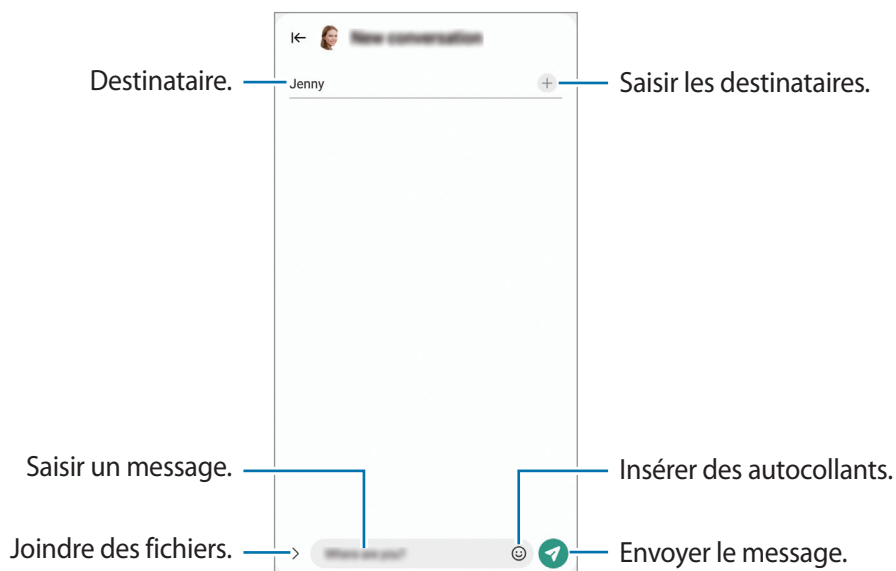 Destinataire.
Jenny
Saisir les destinataires.
Saisir un message.
Insérer des autocollants.
Joindre des fichiers.
Envoyer le message.